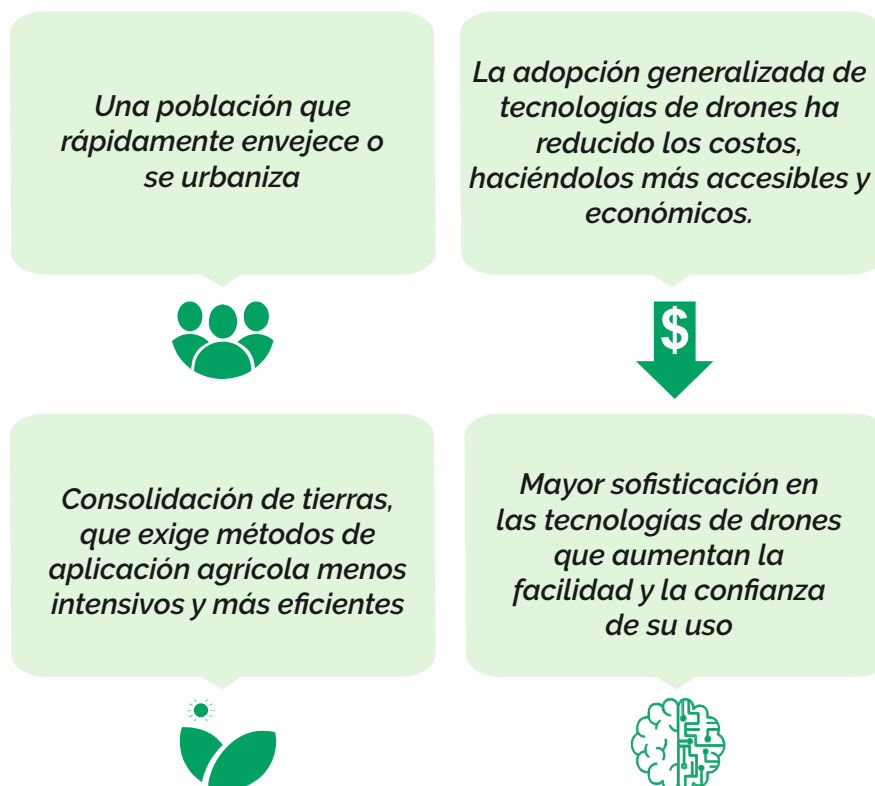 Una población que
rápidamente envejece o
se urbaniza
La adopción generalizada de
tecnologías de drones ha
reducido los costos,
haciéndolos más accesibles y
económicos.
$
Consolidación de tierras,
que exige métodos de
aplicación agrícola menos
intensivos y más eficientes
Mayor sofisticación en
las tecnologías de drones
que aumentan la
facilidad y la confianza
de su uso